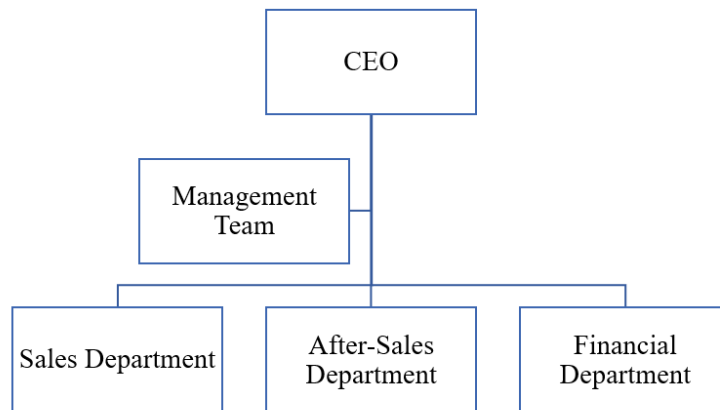 CEO
Management
Team
Sales Department
After-Sales
Department
Financial
Department